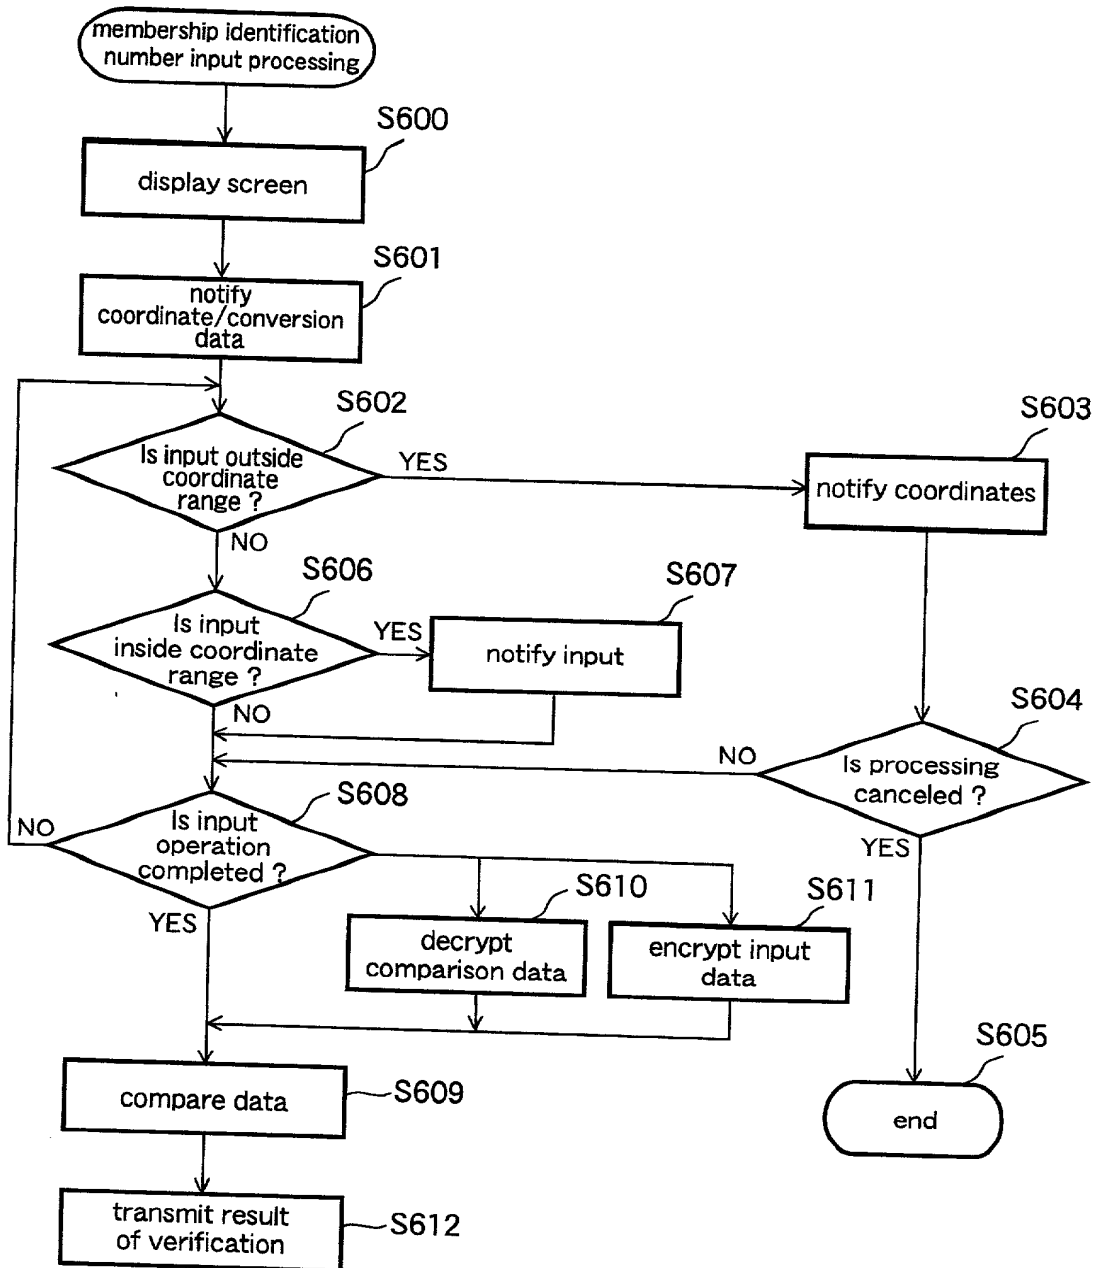 membership identification
number input processing
S600
display screen
S601
notify
coordinate/conversion
data
S602
Is input outside
coordinate
range ?
YES
NO
S603
notify coordinates
S606
Is input
inside coordinate
range ?
YES
NO
S607
notify input
S604
Is processing
canceled ?
NO
YES
S608
Is input
operation
completed ?
NO
YES
S610
decrypt
comparison data
S611
encrypt input
data
S605
end
S609
compare data
S612
transmit result
of verification